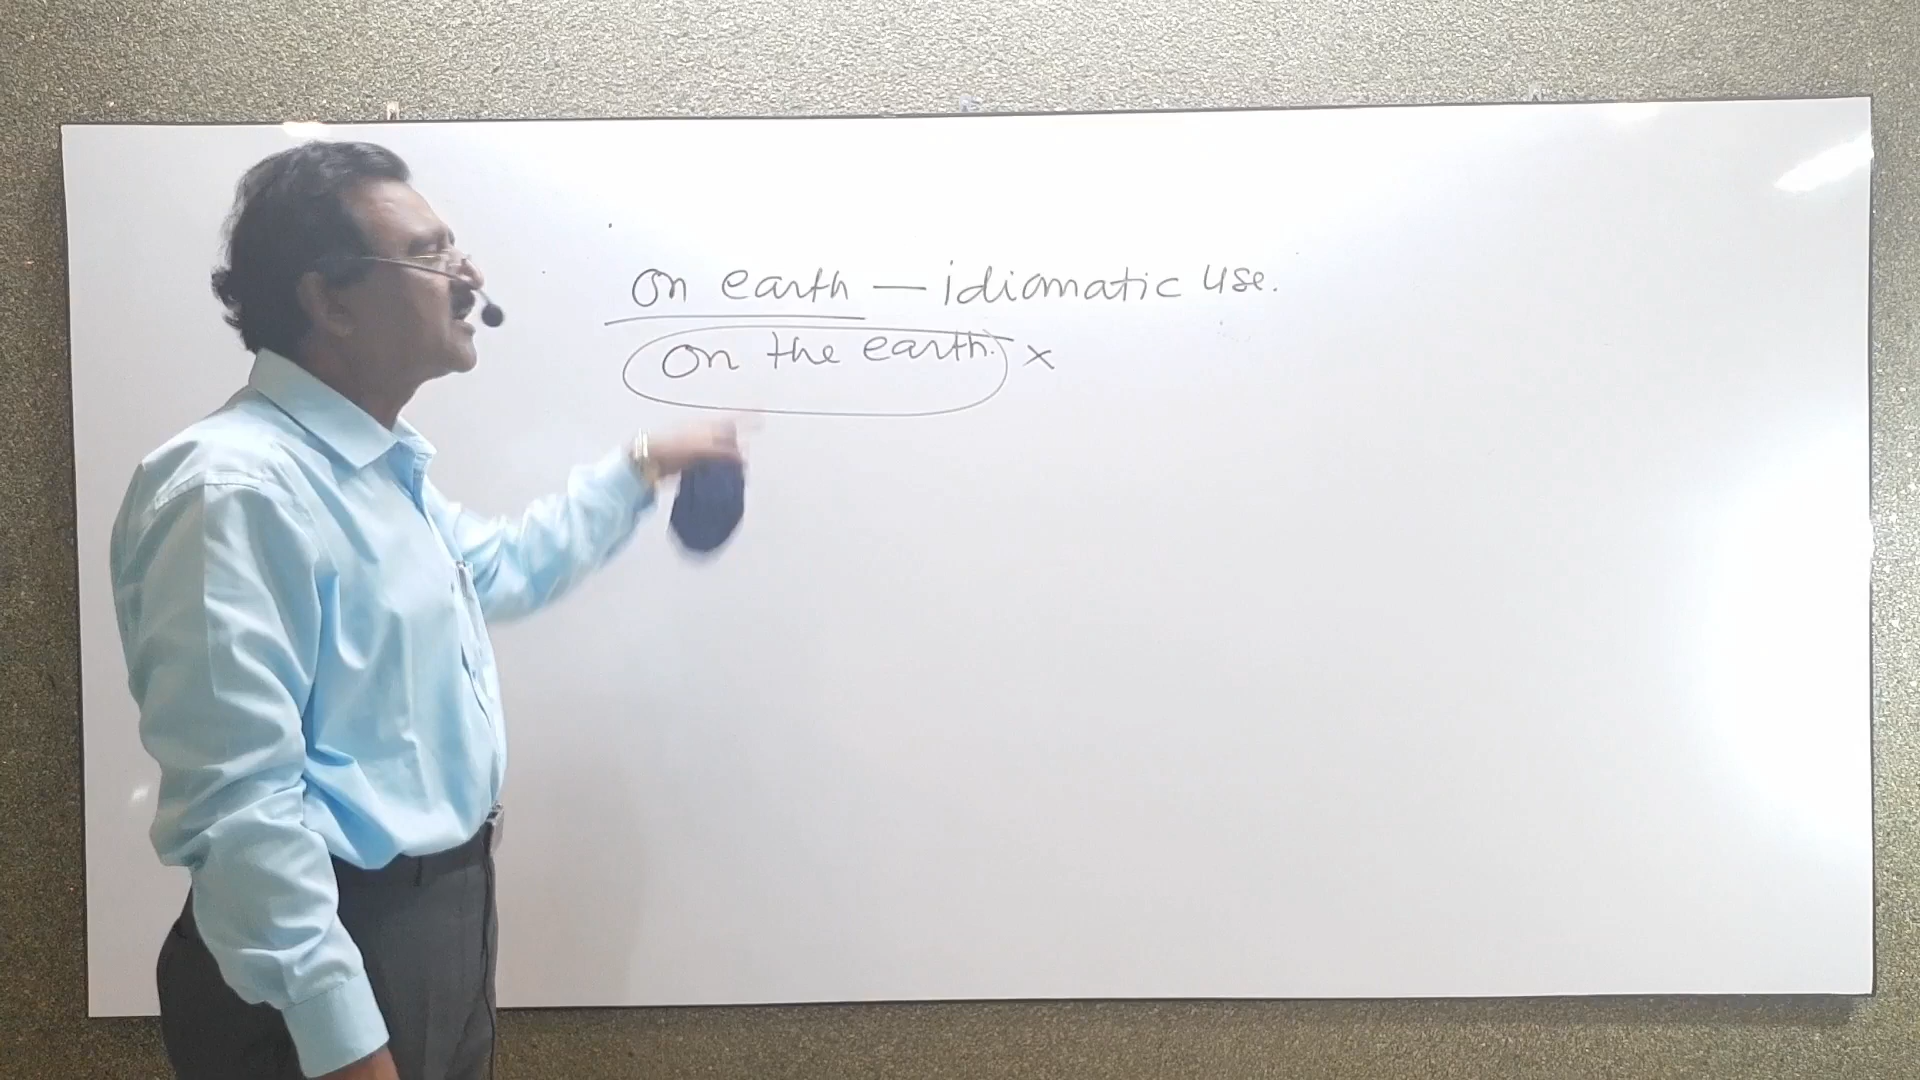 on earth — idiomatic use.
on the earth. x